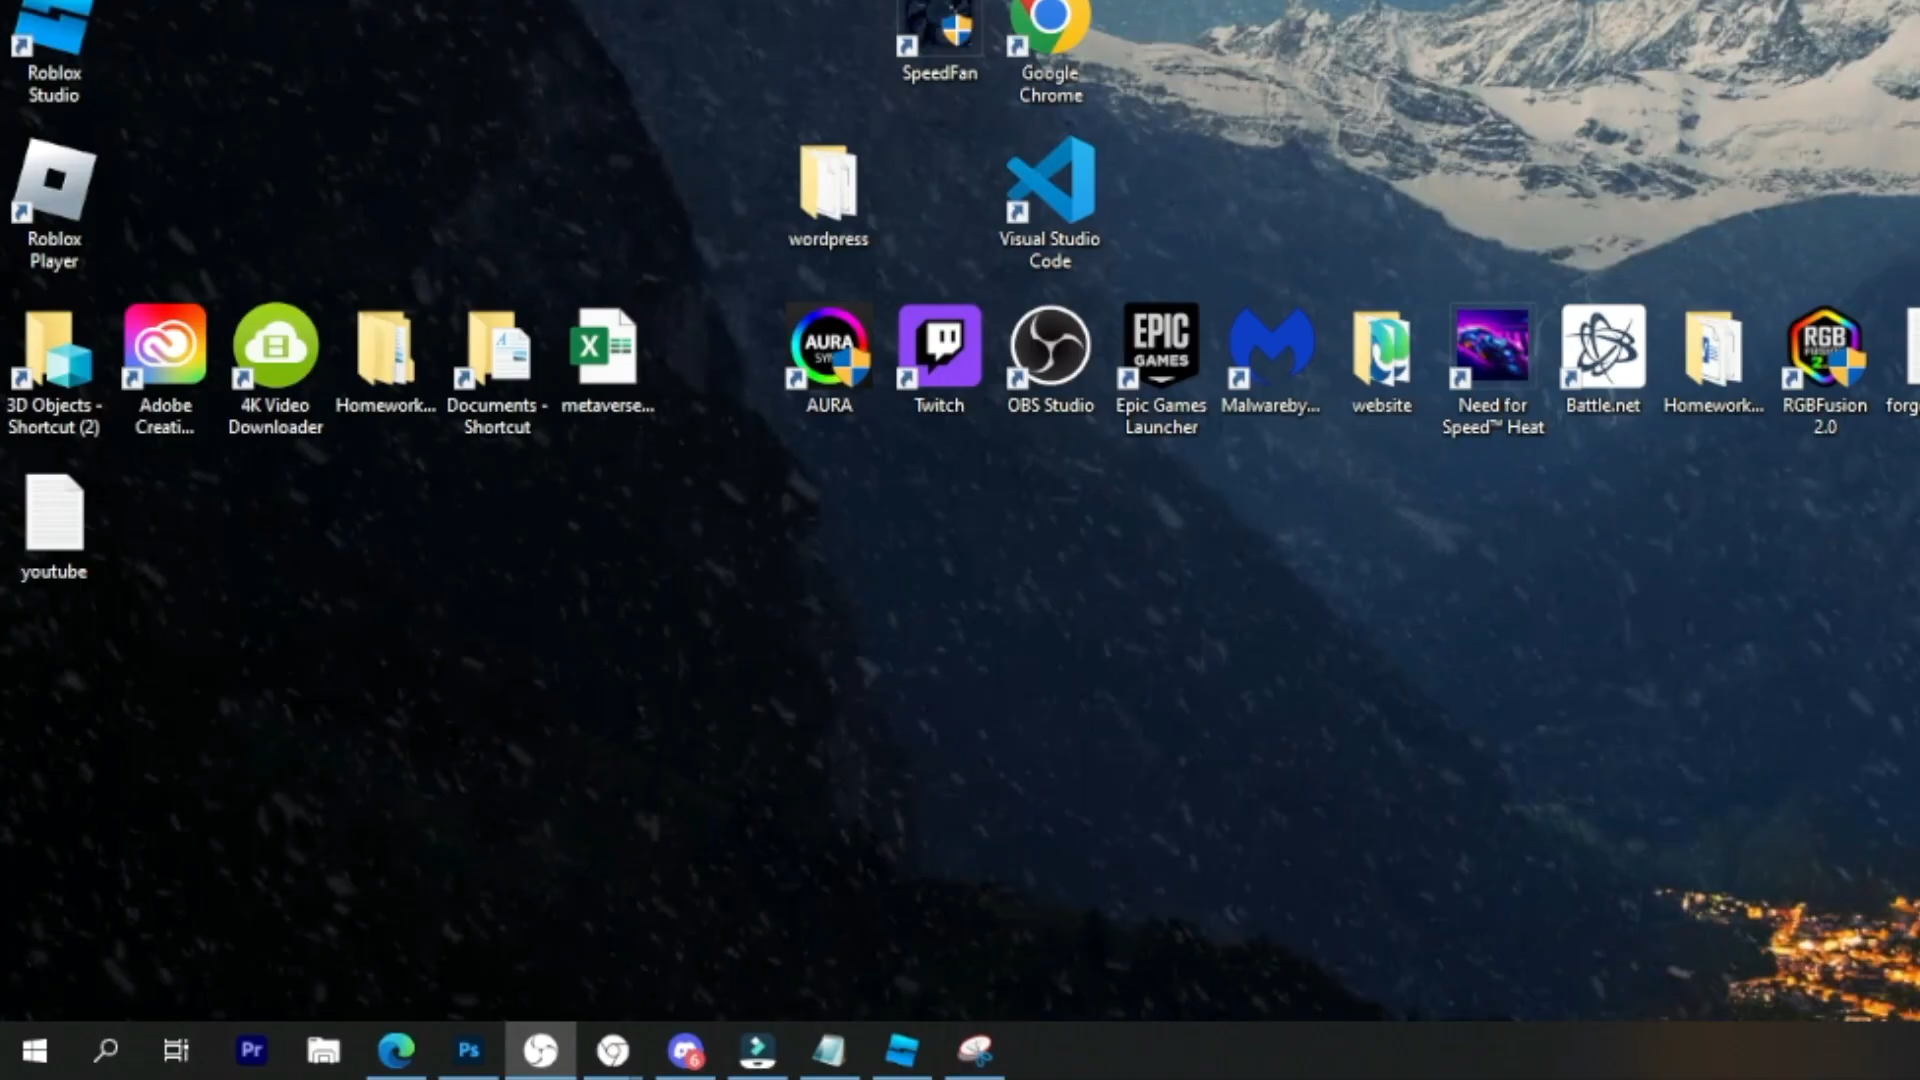 Roblox
Studio
SpeedFan
Google
Chrome
Roblox
Player
wordpress
Visual Studio
Code
AURA
SYNC
EPIC
GAMES
RGB
3D Objects -
Shortcut (2)
Adobe
Creati...
4K Video
Downloader
Homework...
Documents -
Shortcut
metaverse...
AURA
Twitch
OBS Studio
Epic Games
Launcher
Malwareby...
website
Need for
Speed™ Heat
Battle.net
Homework...
RGBFusion
2.0
youtube
Pr
Ps
6